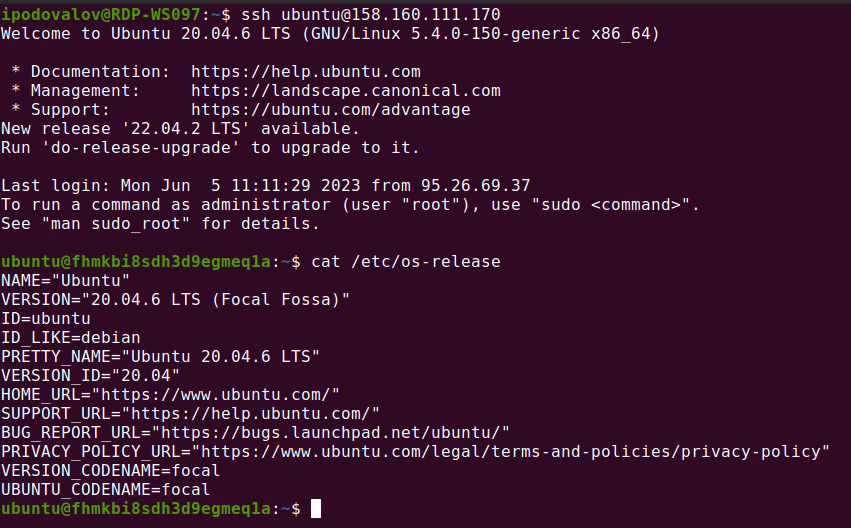 ipodovalov@RDP-WS097:~$ ssh ubuntu@158.160.111.170
Welcome to Ubuntu 20.04.6 LTS (GNU/Linux 5.4.0-150-generic x86_64)

 * Documentation:  https://help.ubuntu.com
 * Management:     https://landscape.canonical.com
 * Support:        https://ubuntu.com/advantage
New release '22.04.2 LTS' available.
Run 'do-release-upgrade' to upgrade to it.

Last login: Mon Jun  5 11:11:29 2023 from 95.26.69.37
To run a command as administrator (user "root"), use "sudo <command>".
See "man sudo_root" for details.

ubuntu@fhmkbi8sdh3d9egmeq1a:~$ cat /etc/os-release
NAME="Ubuntu"
VERSION="20.04.6 LTS (Focal Fossa)"
ID=ubuntu
ID_LIKE=debian
PRETTY_NAME="Ubuntu 20.04.6 LTS"
VERSION_ID="20.04"
HOME_URL="https://www.ubuntu.com/"
SUPPORT_URL="https://help.ubuntu.com/"
BUG_REPORT_URL="https://bugs.launchpad.net/ubuntu/"
PRIVACY_POLICY_URL="https://www.ubuntu.com/legal/terms-and-policies/privacy-policy"
VERSION_CODENAME=focal
UBUNTU_CODENAME=focal
ubuntu@fhmkbi8sdh3d9egmeq1a:~$